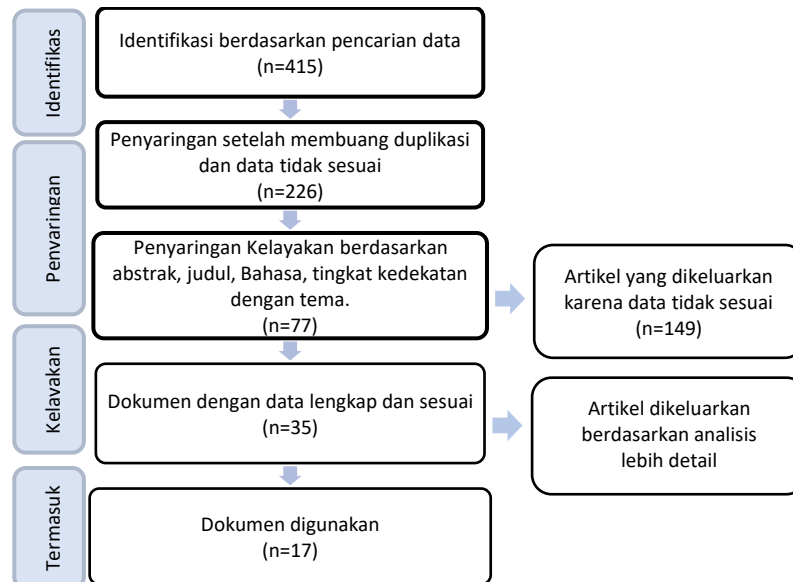 Identifikas
Identifikasi berdasarkan pencarian data
(n=415)
Penyaringan
Penyaringan setelah membuang duplikasi
dan data tidak sesuai
(n=226)
Penyaringan Kelayakan berdasarkan
abstrak, judul, Bahasa, tingkat kedekatan
dengan tema.
(n=77)
Artikel yang dikeluarkan
karena data tidak sesuai
(n=149)
Kelayakan
Dokumen dengan data lengkap dan sesuai
(n=35)
Artikel dikeluarkan
berdasarkan analisis
lebih detail
Termasuk
Dokumen digunakan
(n=17)